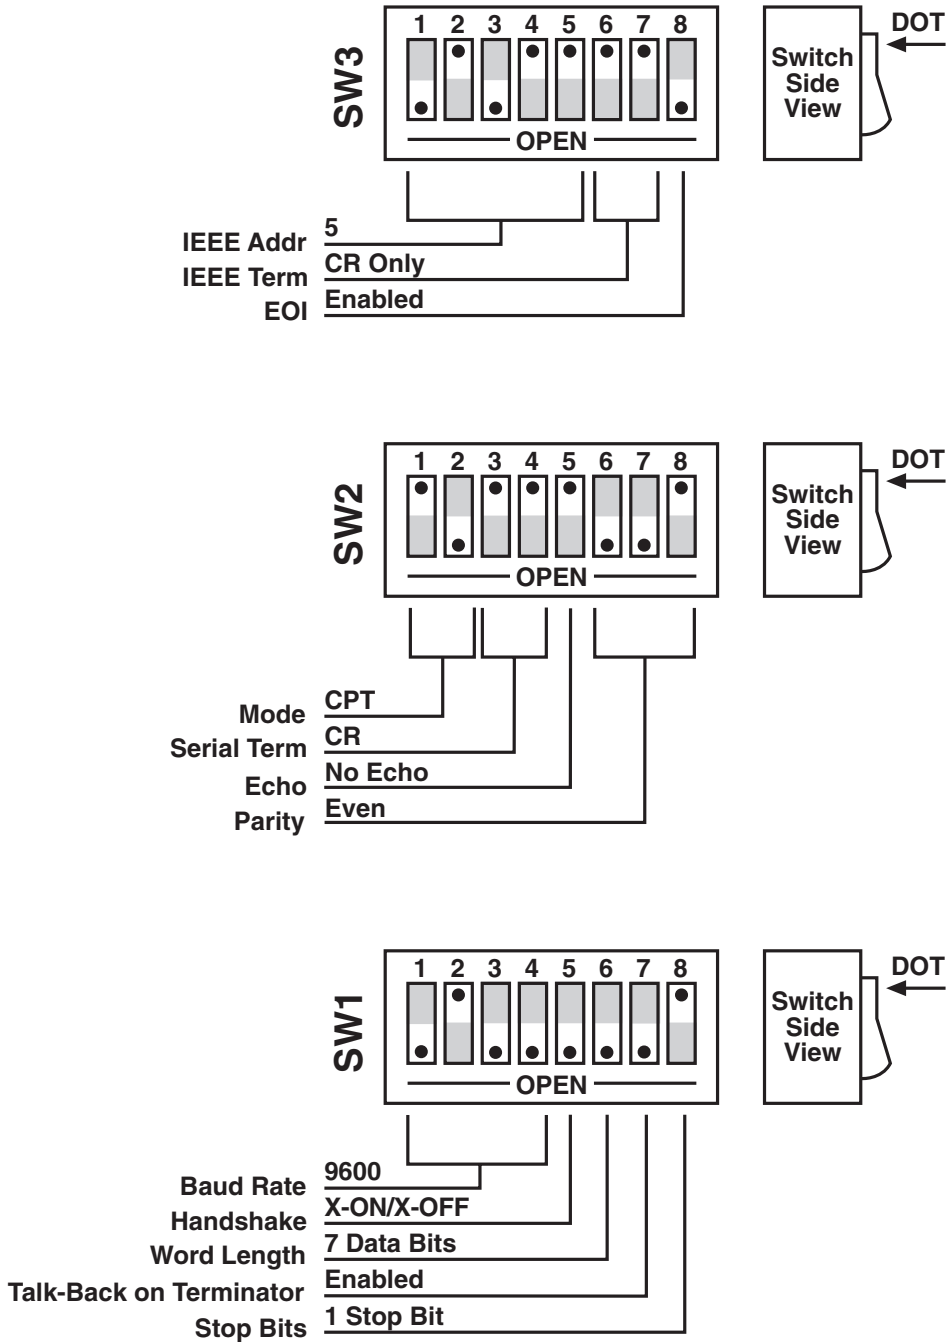 1 2 3 4 5 6 7 8
SW3
OPEN
Switch
Side
View
DOT
IEEE Addr 5
IEEE Term CR Only
EOI Enabled
1 2 3 4 5 6 7 8
SW2
OPEN
Switch
Side
View
DOT
Mode CPT
Serial Term CR
Echo No Echo
Parity Even
1 2 3 4 5 6 7 8
SW1
OPEN
Switch
Side
View
DOT
Baud Rate 9600
Handshake X-ON/X-OFF
Word Length 7 Data Bits
Talk-Back on Terminator Enabled
Stop Bits 1 Stop Bit